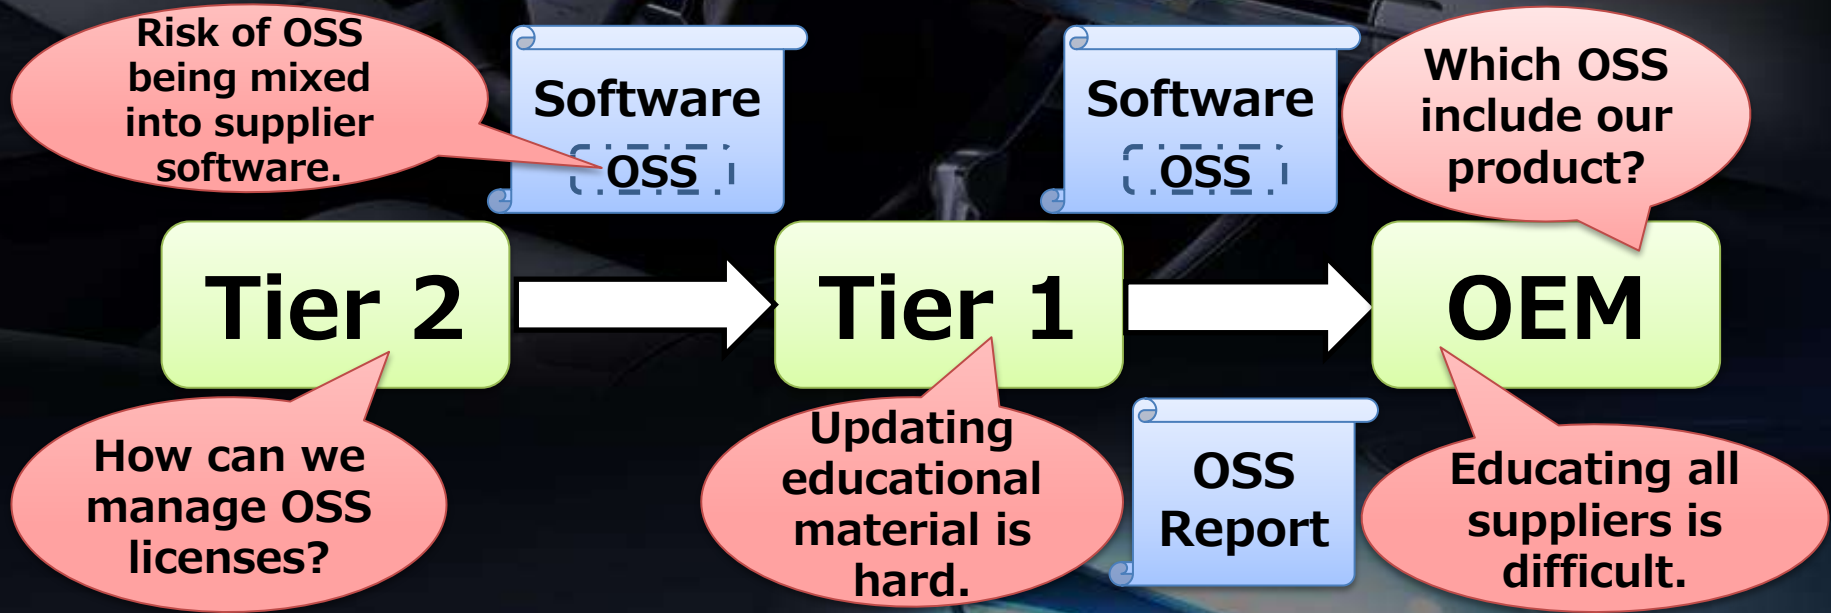 Risk of OSS
being mixed
into supplier
software.
Software
OSS
Software
OSS
Which OSS
include our
product?
Tier 2
Tier 1
OEM
How can we
manage OSS
licenses?
Updating
educational
material is
hard.
OSS
Report
Educating all
suppliers is
difficult.